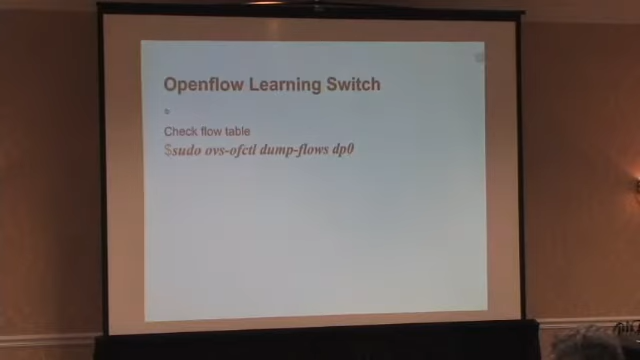 Openflow Learning Switch
Check flow table
$sudo ovs-ofctl dump-flows dp0